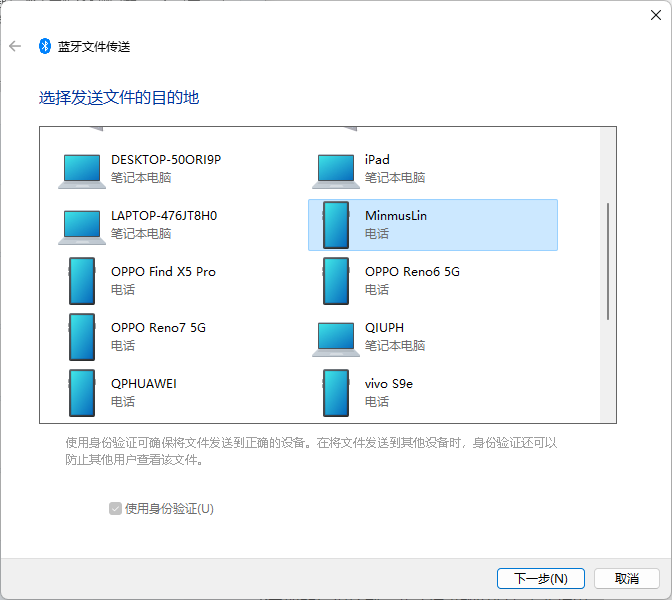 蓝牙文件传送
选择发送文件的目的地
DESKTOP-50ORI9P
笔记本电脑
iPad
笔记本电脑
LAPTOP-476JT8H0
笔记本电脑
MinmusLin
电话
OPPO Find X5 Pro
电话
OPPO Reno6 5G
电话
OPPO Reno7 5G
电话
QIUPH
笔记本电脑
QPHUAWEI
电话
vivo S9e
电话
使用身份验证可确保将文件发送到正确的设备。在将文件发送到其他设备时，身份验证还可以
防止其他用户查看该文件。
使用身份验证(U)
下一步(N)
取消